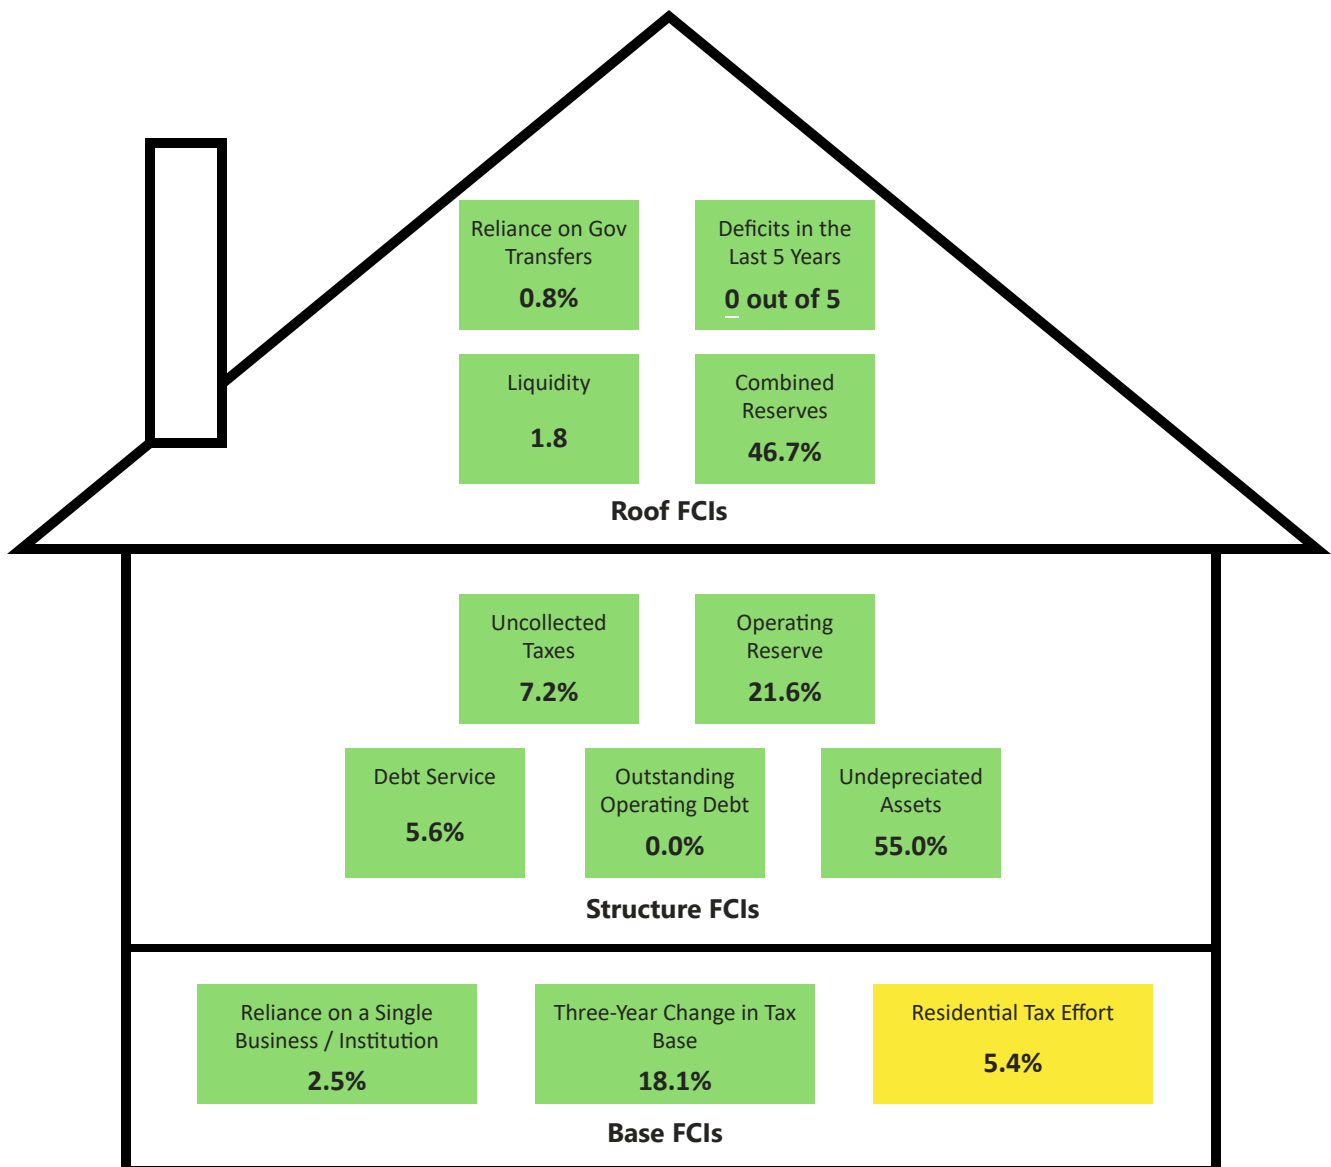 Reliance on Gov
Transfers
0.8%
Deficits in the
Last 5 Years
0 out of 5
Liquidity
1.8
Combined
Reserves
46.7%
Roof FCIs
Uncollected
Taxes
7.2%
Operating
Reserve
21.6%
Debt Service
5.6%
Outstanding
Operating Debt
0.0%
Undepreciated
Assets
55.0%
Structure FCIs
Reliance on a Single
Business / Institution
2.5%
Three-Year Change in Tax
Base
18.1%
Residential Tax Effort
5.4%
Base FCIs